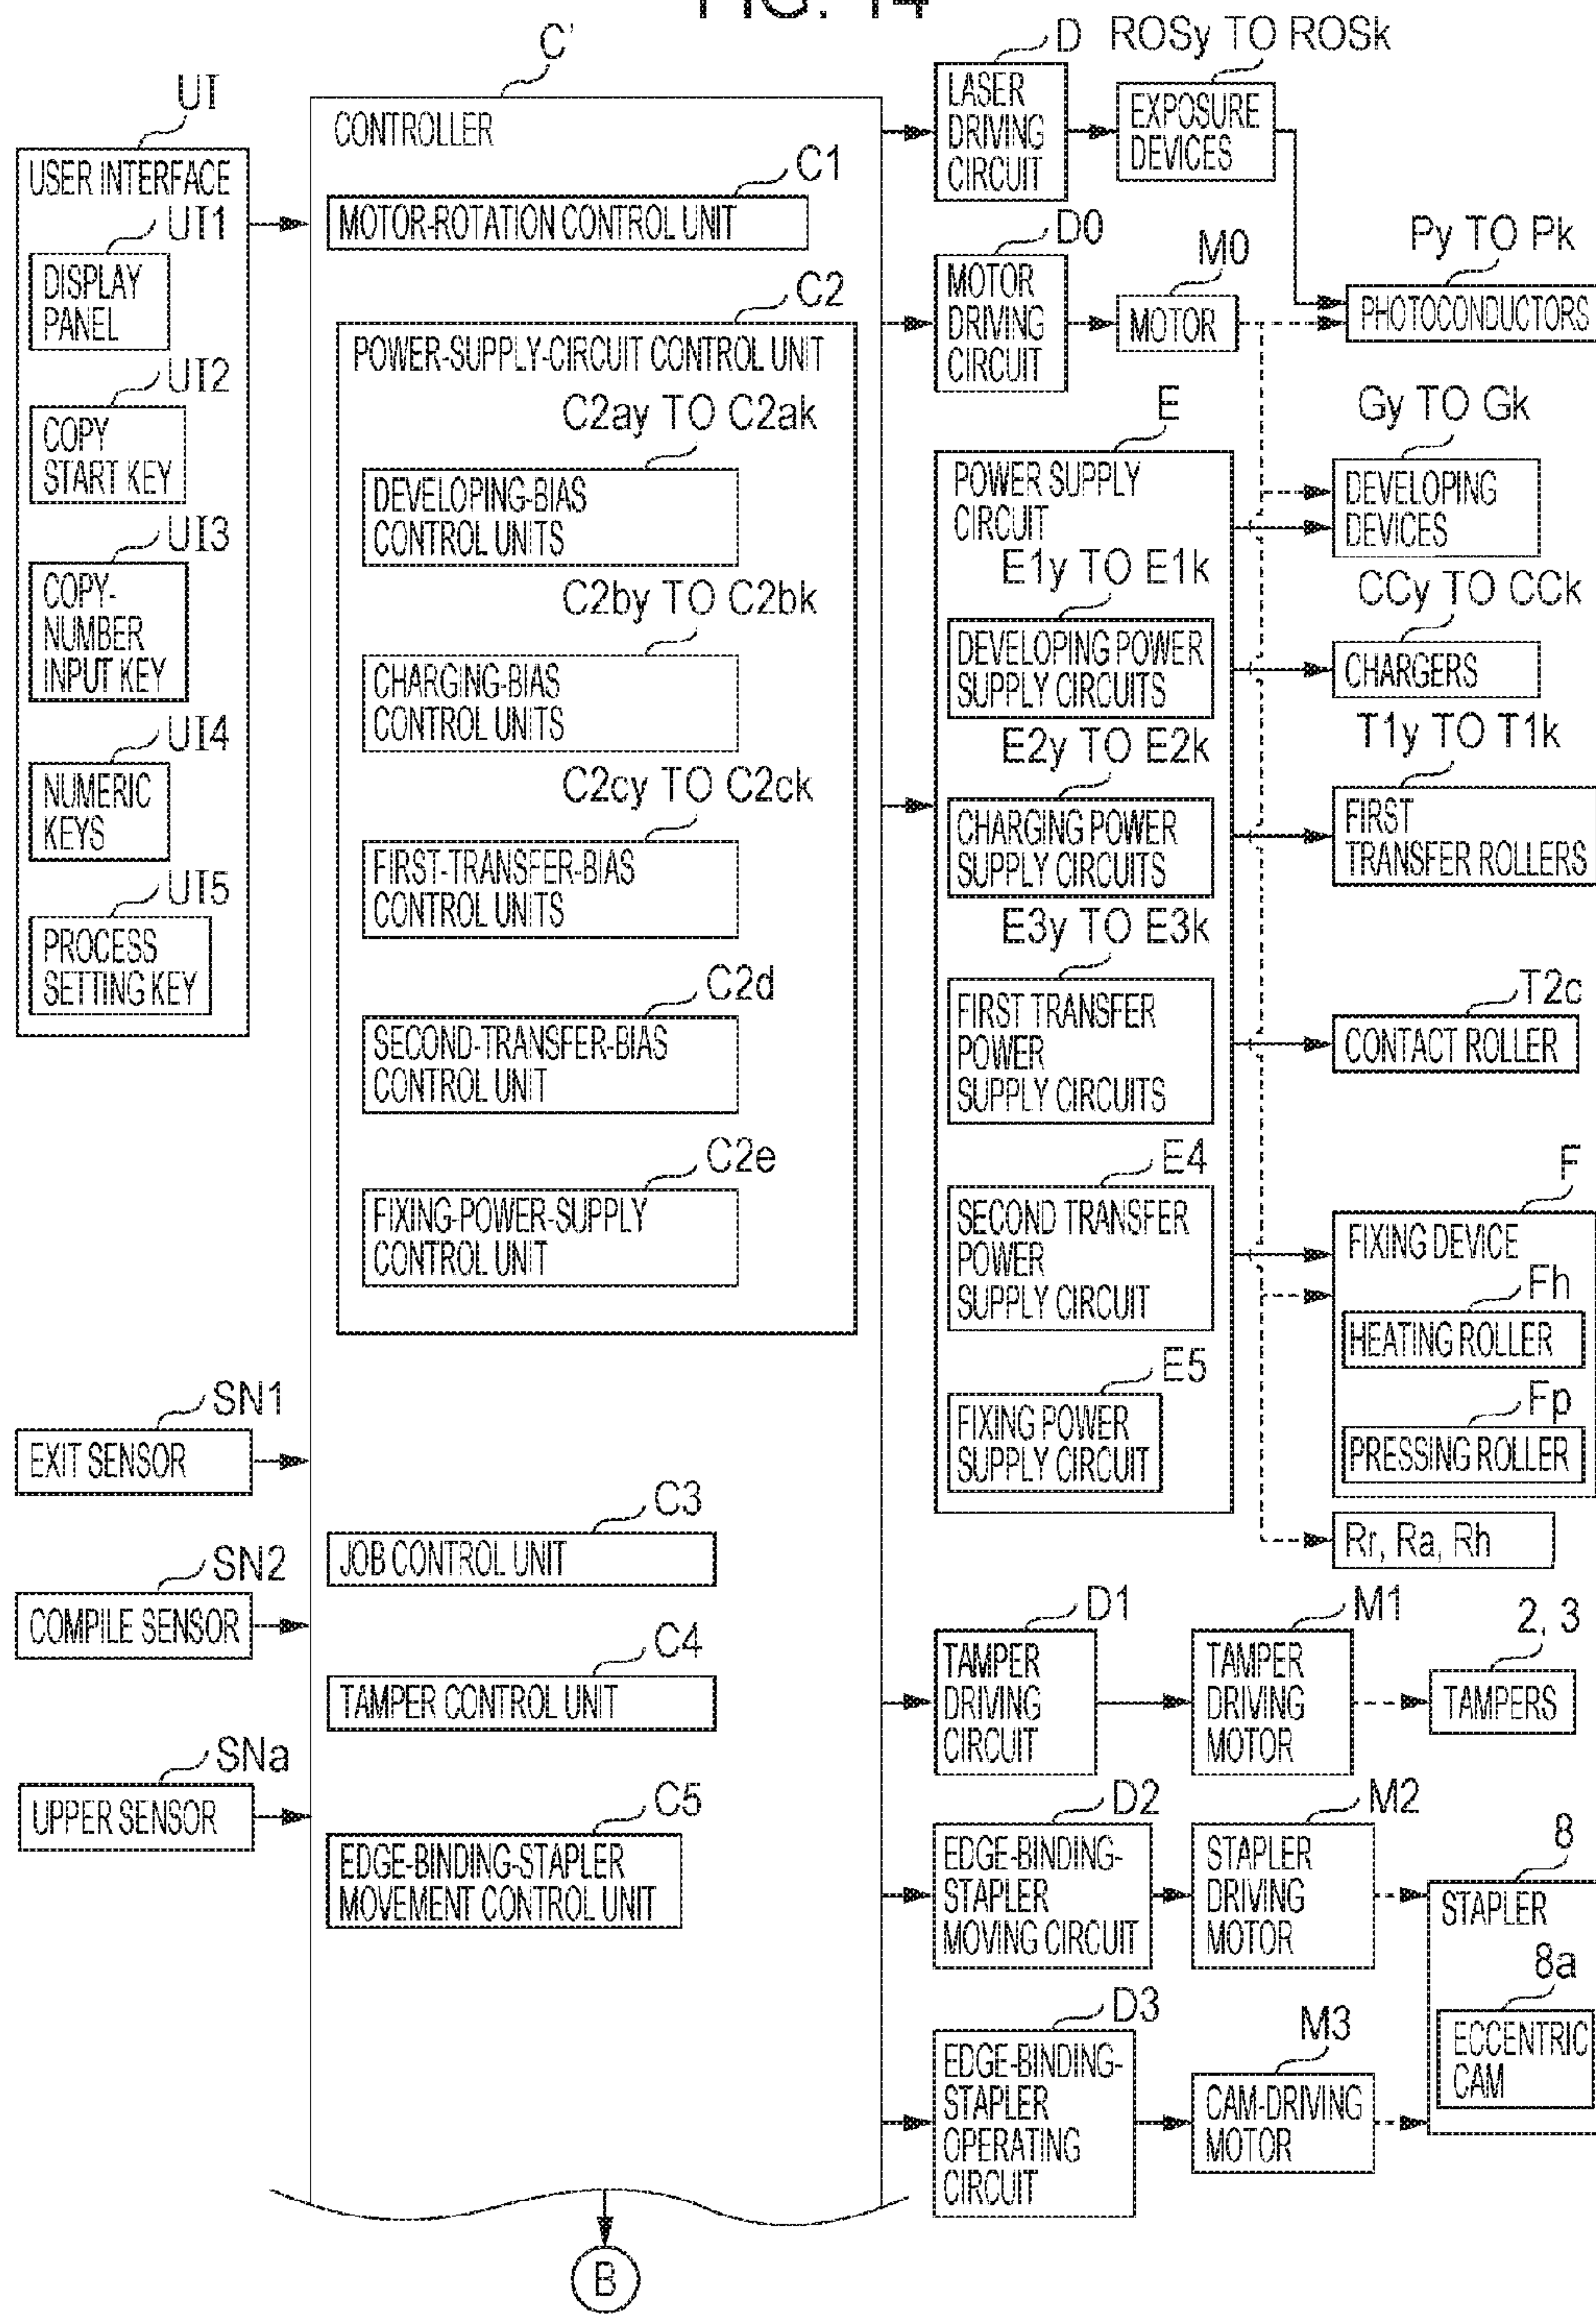 FIG. 14
C'
CONTROLLER
UI
USER INTERFACE
UI1
DISPLAY
PANEL
UI2
COPY
START KEY
UI3
COPY-
NUMBER
INPUT KEY
UI4
NUMERIC
KEYS
UI5
PROCESS
SETTING KEY
SN1
EXIT SENSOR
SN2
COMPILE SENSOR
SNa
UPPER SENSOR
C1
MOTOR-ROTATION CONTROL UNIT
C2
POWER-SUPPLY-CIRCUIT CONTROL UNIT
C2ay TO C2ak
DEVELOPING-BIAS
CONTROL UNITS
C2by TO C2bk
CHARGING-BIAS
CONTROL UNITS
C2cy TO C2ck
FIRST-TRANSFER-BIAS
CONTROL UNITS
C2d
SECOND-TRANSFER-BIAS
CONTROL UNIT
C2e
FIXING-POWER-SUPPLY
CONTROL UNIT
C3
JOB CONTROL UNIT
C4
TAMPER CONTROL UNIT
C5
EDGE-BINDING-STAPLER
MOVEMENT CONTROL UNIT
B
D
LASER
DRIVING
CIRCUIT
ROSy TO ROSk
EXPOSURE
DEVICES
D0
MOTOR
DRIVING
CIRCUIT
M0
MOTOR
Py TO Pk
PHOTOCONDUCTORS
E
POWER SUPPLY
CIRCUIT
E1y TO E1k
DEVELOPING POWER
SUPPLY CIRCUITS
E2y TO E2k
CHARGING POWER
SUPPLY CIRCUITS
E3y TO E3k
FIRST TRANSFER
POWER
SUPPLY CIRCUITS
E4
SECOND TRANSFER
POWER
SUPPLY CIRCUIT
E5
FIXING POWER
SUPPLY CIRCUIT
Gy TO Gk
DEVELOPING
DEVICES
CCy TO CCk
CHARGERS
T1y TO T1k
FIRST
TRANSFER ROLLERS
T2c
CONTACT ROLLER
F
FIXING DEVICE
Fh
HEATING ROLLER
Fp
PRESSING ROLLER
Rr, Ra, Rh
D1
TAMPER
DRIVING
CIRCUIT
M1
TAMPER
DRIVING
MOTOR
2, 3
TAMPERS
D2
EDGE-BINDING-
STAPLER
MOVING CIRCUIT
M2
STAPLER
DRIVING
MOTOR
8
STAPLER
8a
ECCENTRIC
CAM
D3
EDGE-BINDING-
STAPLER
OPERATING
CIRCUIT
M3
CAM-DRIVING
MOTOR